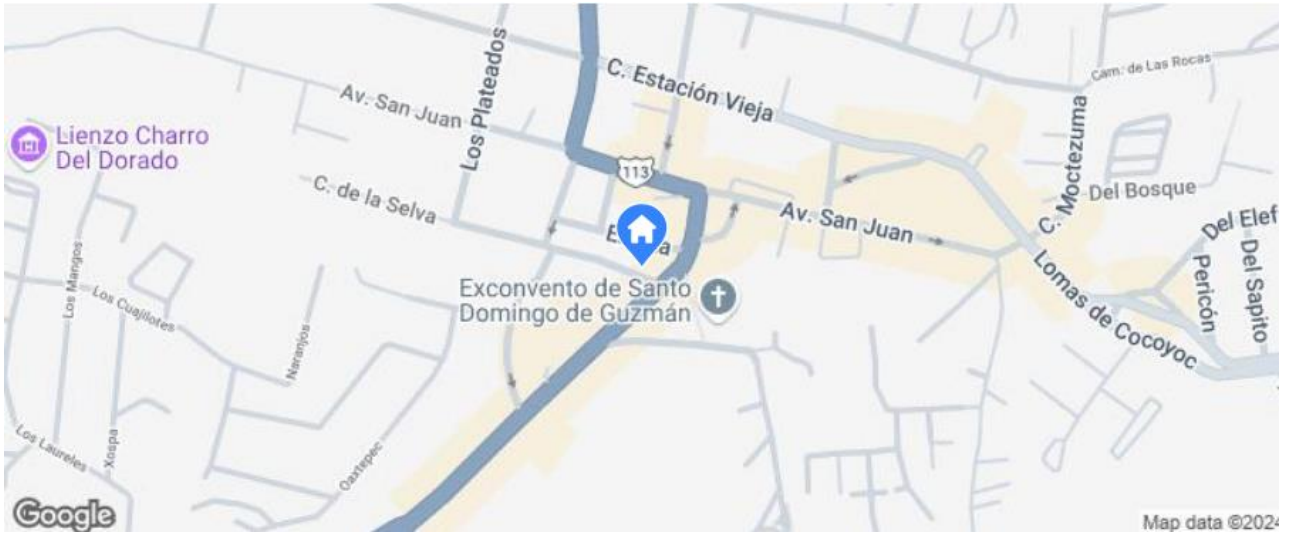 C. Estación Vieja
Cam. de Las Rocas
Los Plateados
Av. San Juan
Lienzo Charro
Del Dorado
113
C. Moctezuma
Del Bosque
C. de la Selva
Av. San Juan
Del Elef
Del Sapito
Pericón
Los Mangos
Los Cuajilotes
Exconvento de Santo
Domingo de Guzmán
Lomas de Cocoyoc
Naranjos
Los Laureles
Xospa
Oaxtepec
Google
Map data ©2024